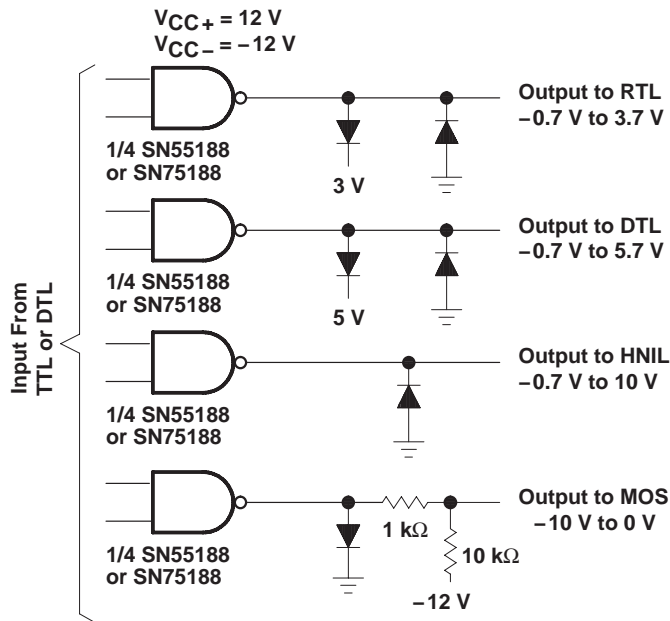 VCC+ = 12 V
VCC− = −12 V
Input From
TTL or DTL
1/4 SN55188
or SN75188
3 V
Output to RTL
−0.7 V to 3.7 V
1/4 SN55188
or SN75188
5 V
Output to DTL
−0.7 V to 5.7 V
1/4 SN55188
or SN75188
Output to HNIL
−0.7 V to 10 V
1/4 SN55188
or SN75188
1 kΩ
10 kΩ
−12 V
Output to MOS
−10 V to 0 V